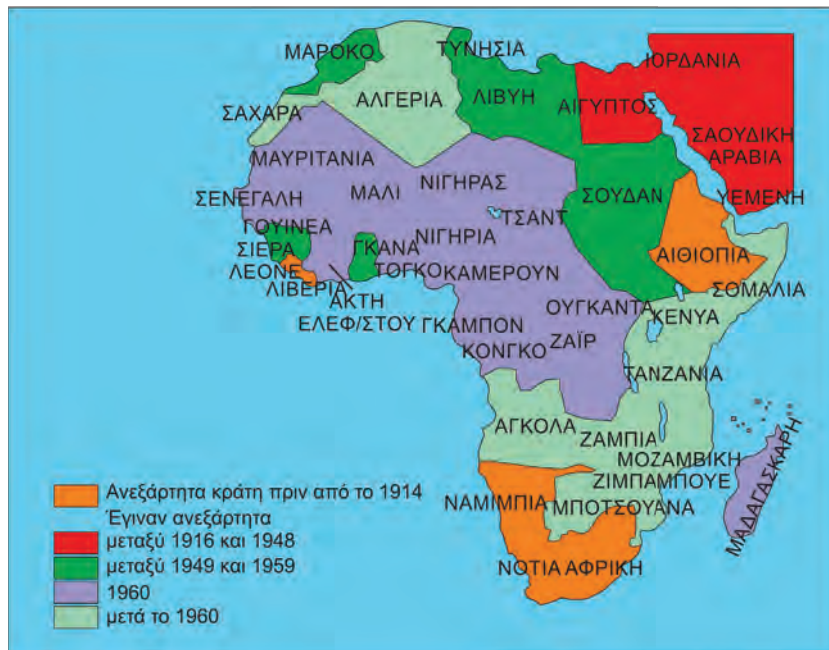 ΜΑΡΟΚΟ
ΤΥΝΗΣΙΑ
ΙΟΡΔΑΝΙΑ
ΑΛΓΕΡΙΑ
ΛΙΒΥΗ
ΑΙΓΥΠΤΟΣ
ΣΑΧΑΡΑ
ΣΑΟΥΔΙΚΗ
ΑΡΑΒΙΑ
ΜΑΥΡΙΤΑΝΙΑ
ΜΑΛΙ
ΝΙΓΗΡΑΣ
ΣΕΝΕΓΑΛΗ
ΤΣΑΝΤ
ΣΟΥΔΑΝ
ΥΕΜΕΝΗ
ΓΟΥΙΝΕΑ
ΣΙΕΡΑ
ΛΕΟΝΕ
ΓΚΑΝΑ
ΝΙΓΗΡΙΑ
ΑΙΘΙΟΠΙΑ
ΛΙΒΕΡΙΑ
ΤΟΓΚΟ
ΚΑΜΕΡΟΥΝ
ΣΟΜΑΛΙΑ
ΑΚΤΗ
ΕΛΕΦ/ΣΤΟΥ
ΓΚΑΜΠΟΝ
ΟΥΓΚΑΝΤΑ
ΚΕΝΥΑ
ΚΟΝΓΚΟ
ΖΑΪΡ
ΤΑΝΖΑΝΙΑ
ΑΓΚΟΛΑ
ΖΑΜΠΙΑ
ΜΟΖΑΜΒΙΚΗ
ΖΙΜΠΑΜΠΟΥΕ
ΝΑΜΙΜΠΙΑ
ΜΠΟΤΣΟΥΑΝΑ
ΜΑΔΑΓΑΣΚΑΡΗ
ΝΟΤΙΑ ΑΦΡΙΚΗ
Ανεξάρτητα κράτη πριν από το 1914
Έγιναν ανεξάρτητα
μεταξύ 1916 και 1948
μεταξύ 1949 και 1959
1960
μετά το 1960